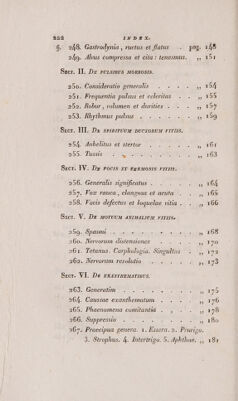 222 INDEX.
§. 248. Gastrodynia, ructus et flatus . pag. 148
249. Alvus compressa et cita: tenesmus. „ 151
SECT. II. DE PULSIBUS MORBOSIS.
250. Consideratio generalis . . . . . „ 154
251. Frequentia pulsus et celeritas . . . „ 155
252. Robor, volumen et durities . . . . „ 157
253. Rhythmus pulsus . . . . . . . „ 159
SECT. III. DE SPIRITUUM DUCENDUM VITIIS.
254. Anhelitus et stertor . . . . . . „ 161
255. Tussis . . . . . . . . . „ 163
SECT. IV. DE VOCIS ET SERMONIS VITIIS.
256. Generalis significatus . . . . . . „ 164
257. Vox rauca, clangosa et acuta . . . „ 165
258. Vocis defectus et loquelae vitia . . „ 166
SECT. V. DE MOTUUM ANIMALIUM VITIIS.
259. Spasmi . . . . . . . . . „ 168
260. Nervorum distensiones . . . . . „ 170
261. Tetanus. Carphologia. Singultus . „ 172
262. Nervorum resolutio . . . . . . „ 173
SECT. VI. DE EXANTHEMATIBUS.
263. Generatim . . . . . . . . „ 175
264. Caussae exanthematum . . . . . „ 176
265. Phaenomena comitantia . . . . „ 178
266. Suppressio . . . . . . . . „ 180
267. Praecipua genera. 1. Essera. 2. Prurigo.
3. Strophus. 4. Intertrigo. 5. Aphthae. „ 181